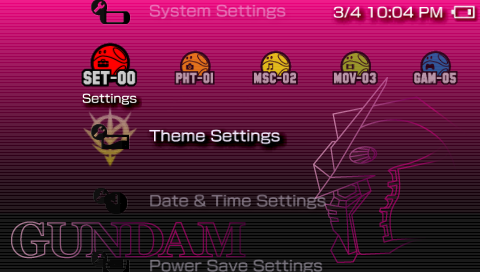 System Settings
3/4 10:04 PM
SET-00
PHT-01
MSC-02
MOV-03
GAM-05
Settings
Theme Settings
Date & Time Settings
GUNDAM
Power Save Settings